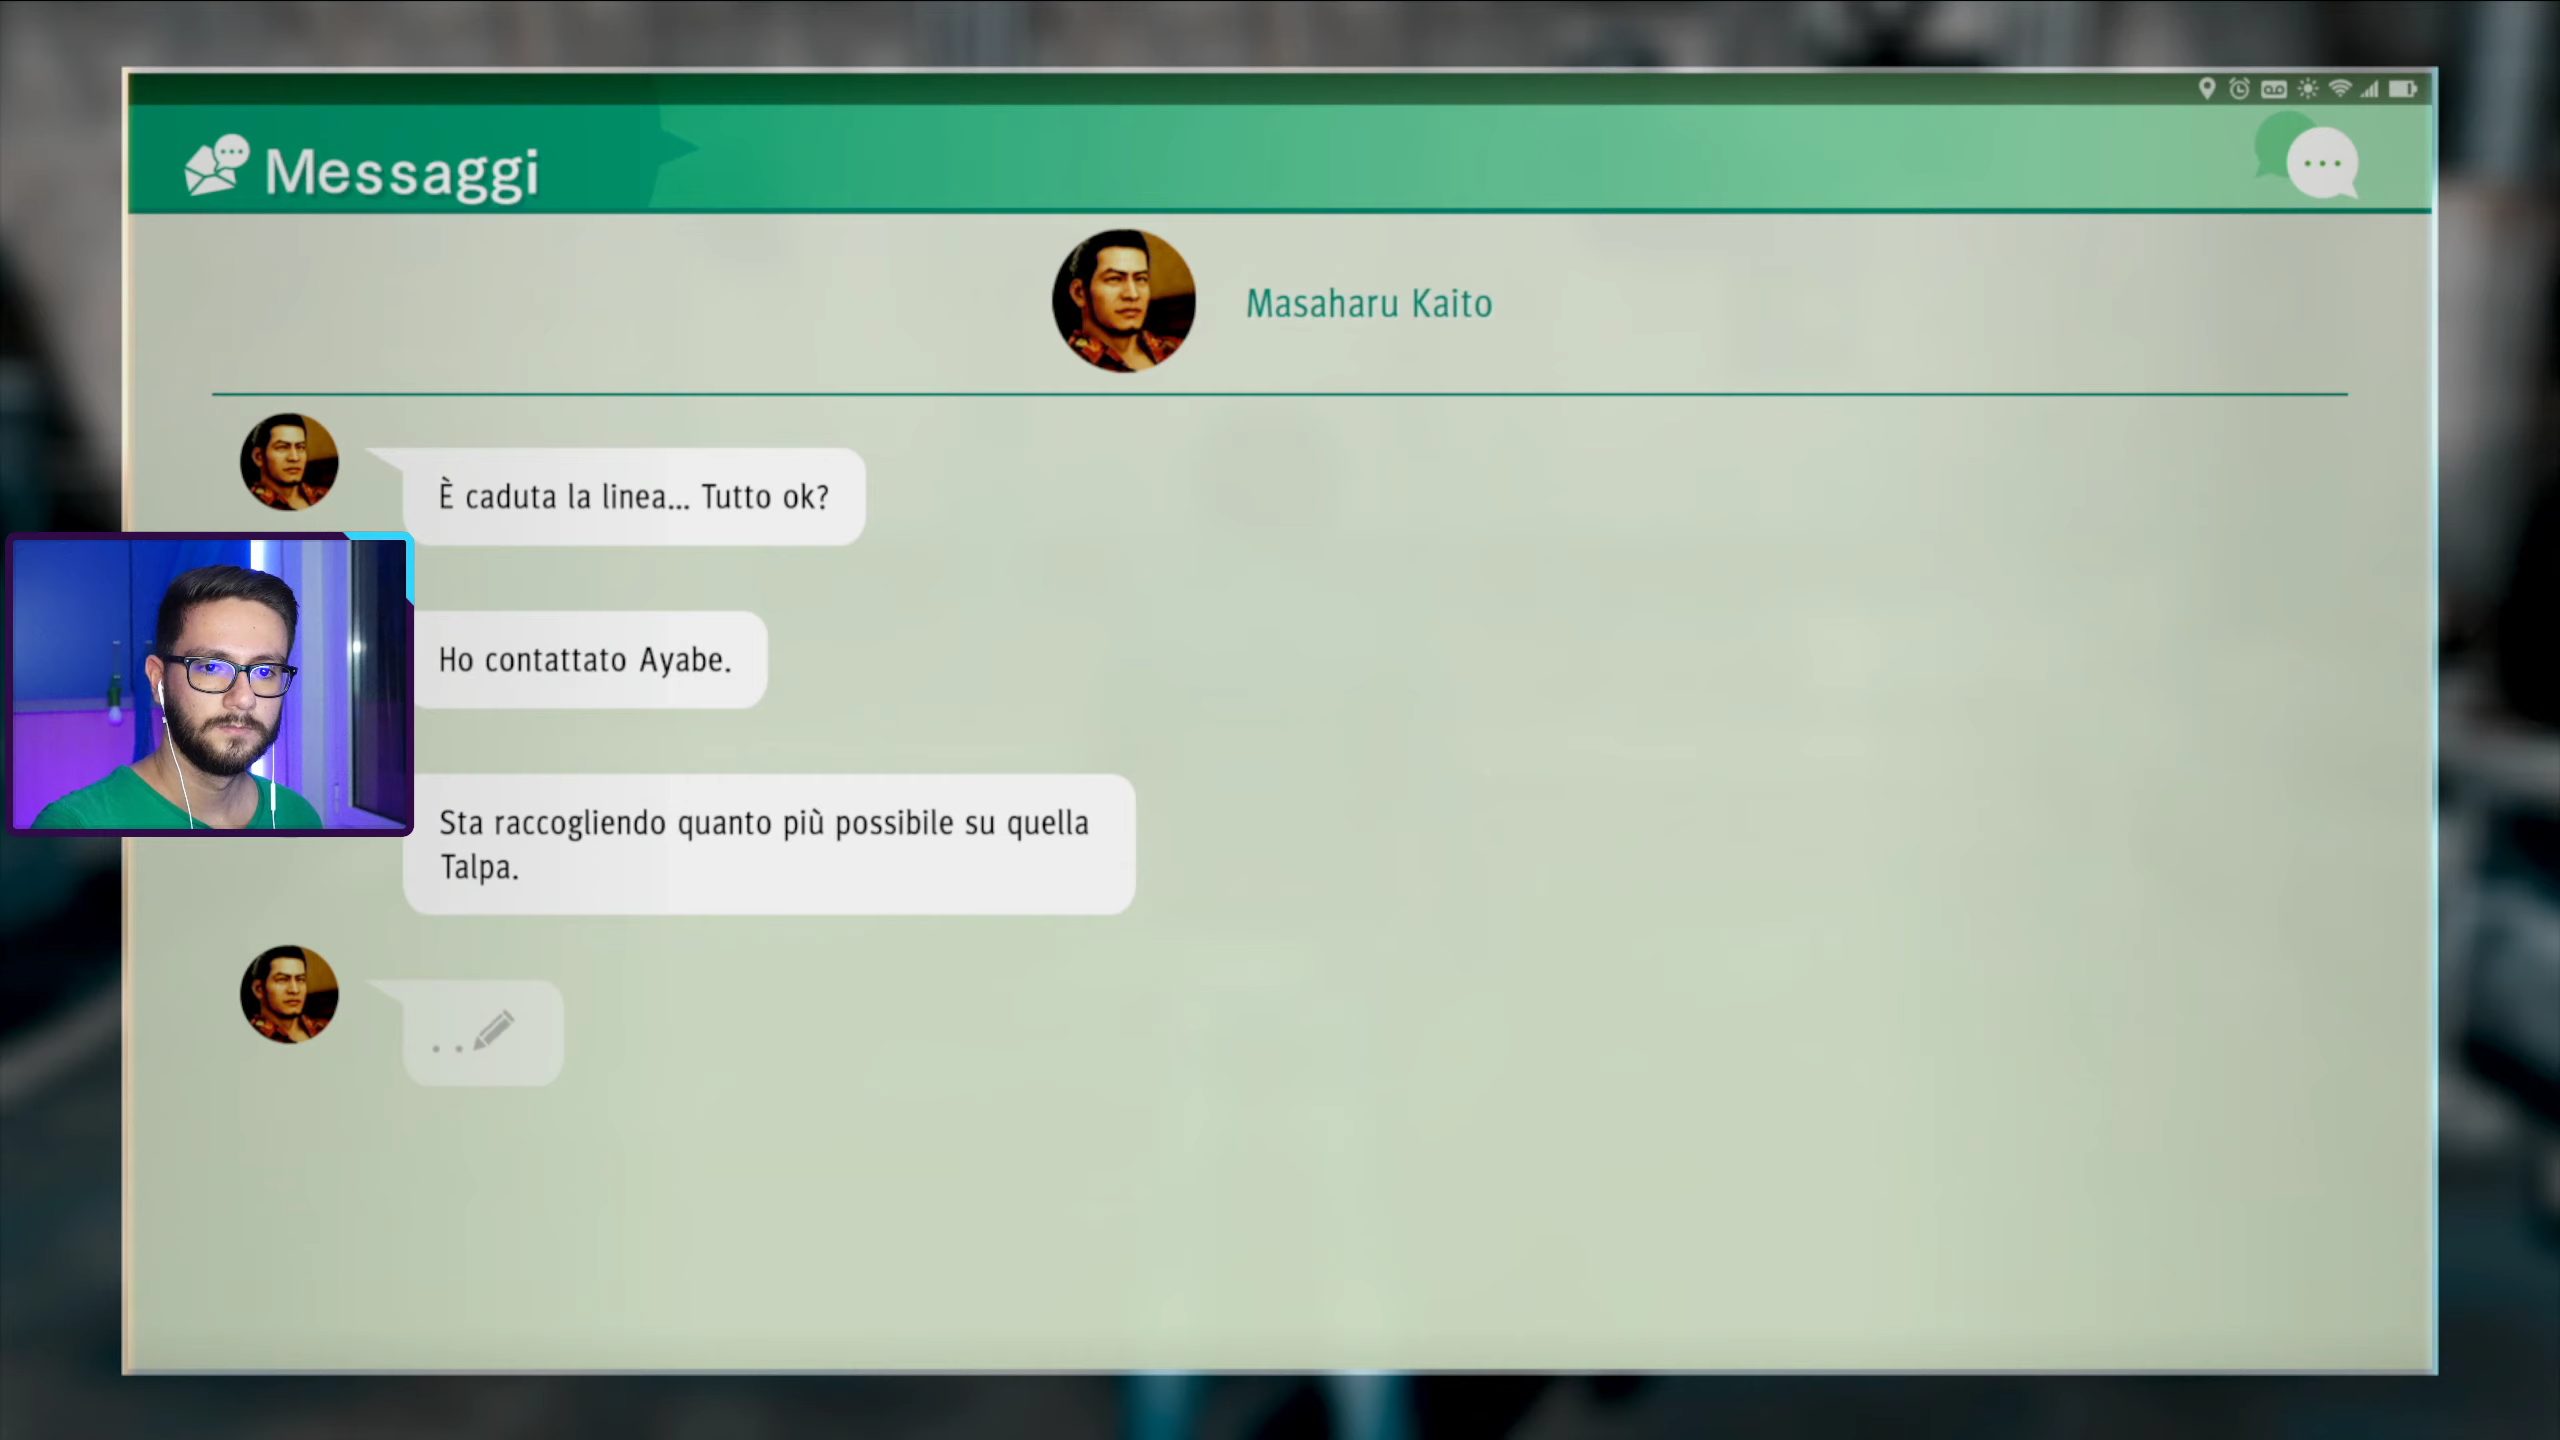 Messaggi
Masaharu Kaito
È caduta la linea... Tutto ok?
Ho contattato Ayabe.
Sta raccogliendo quanto più possibile su quella
Talpa.